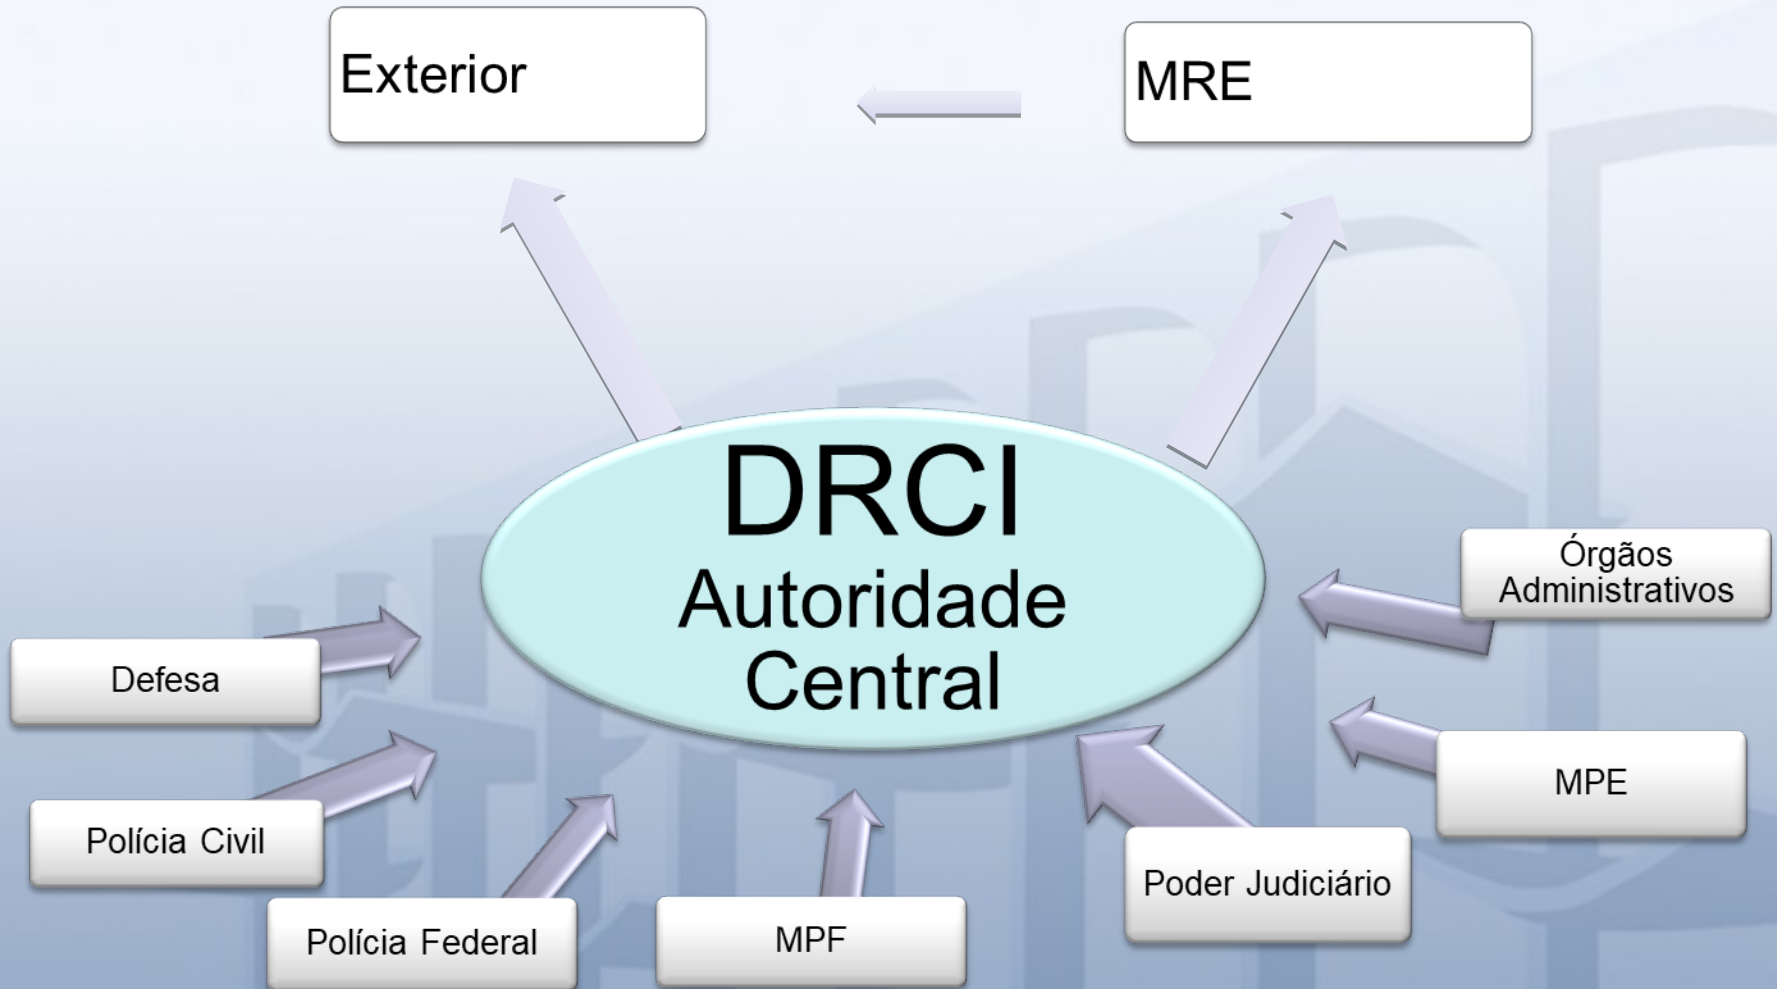 Exterior
MRE
DRCI
Autoridade
Central
Órgãos
Administrativos
Defesa
MPE
Polícia Civil
Poder Judiciário
Polícia Federal
MPF